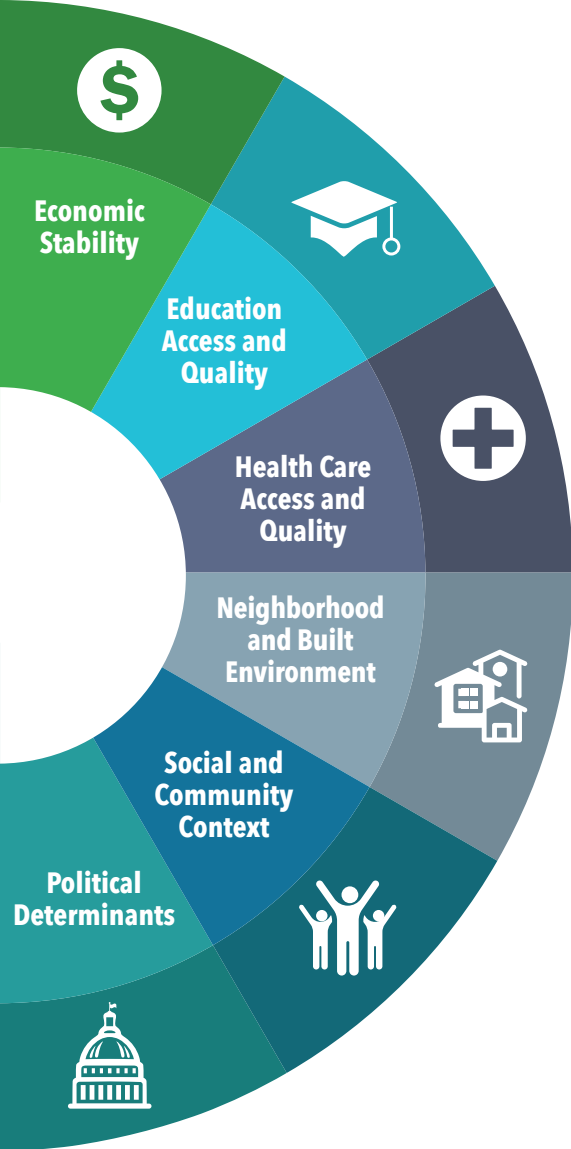 $
Economic
Stability
Education
Access and
Quality
Health Care
Access and
Quality
Neighborhood
and Built
Environment
Social and
Community
Context
Political
Determinants